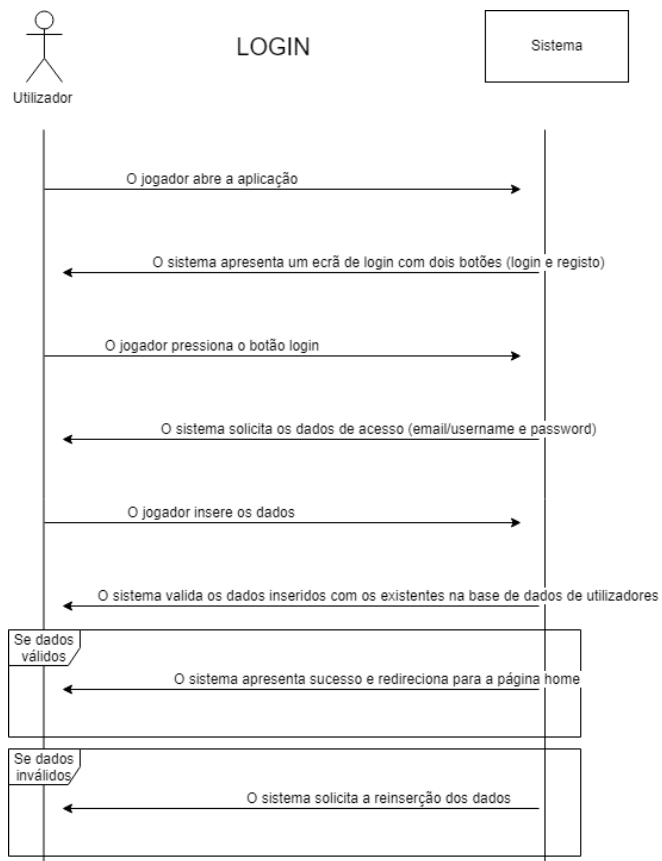 LOGIN
Sistema
Utilizador
O jogador abre a aplicação
O sistema apresenta um ecrã de login com dois botões (login e registo)
O jogador pressiona o botão login
O sistema solicita os dados de acesso (email/username e password)
O jogador insere os dados
O sistema valida os dados inseridos com os existentes na base de dados de utilizadores
Se dados
válidos
O sistema apresenta sucesso e redireciona para a página home
Se dados
inválidos
O sistema solicita a reinserção dos dados